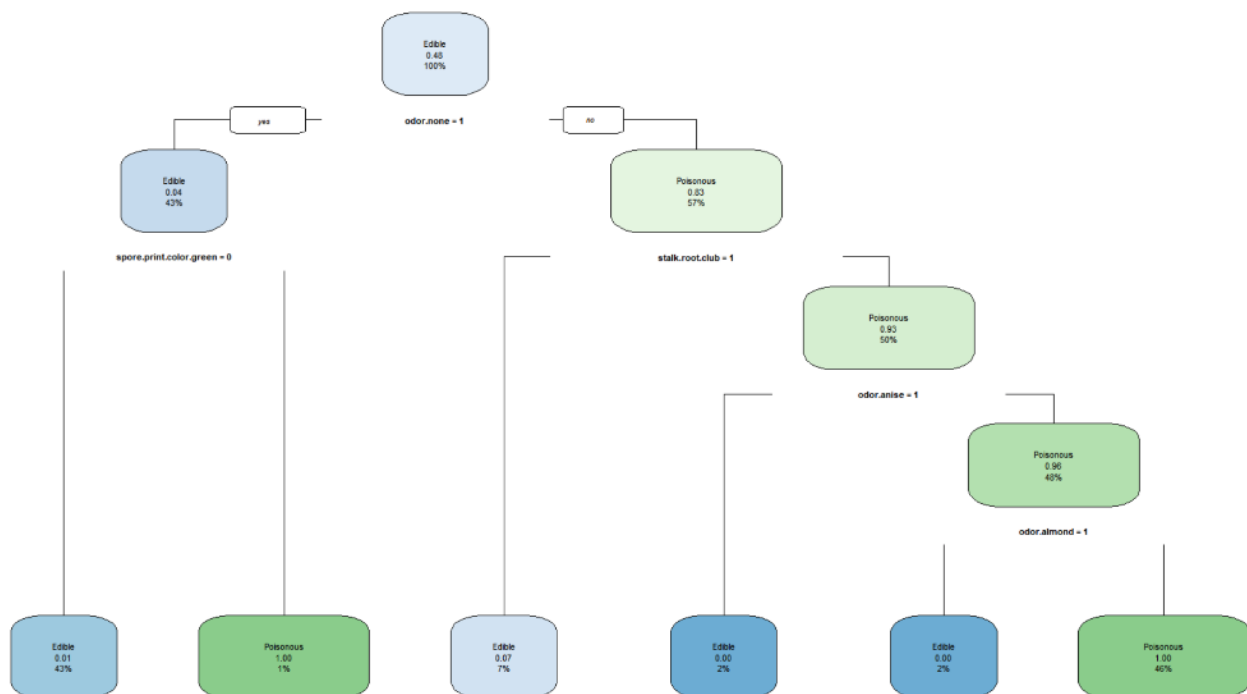 Edible
0.48
100%
yes
odor.none = 1
no
Edible
0.04
43%
Poisonous
0.83
57%
spore.print.color.green = 0
stalk.root.club = 1
Poisonous
0.93
50%
odor.anise = 1
Poisonous
0.96
48%
odor.almond = 1
Edible
0.01
43%
Poisonous
1.00
1%
Edible
0.07
7%
Edible
0.00
2%
Edible
0.00
2%
Poisonous
1.00
46%